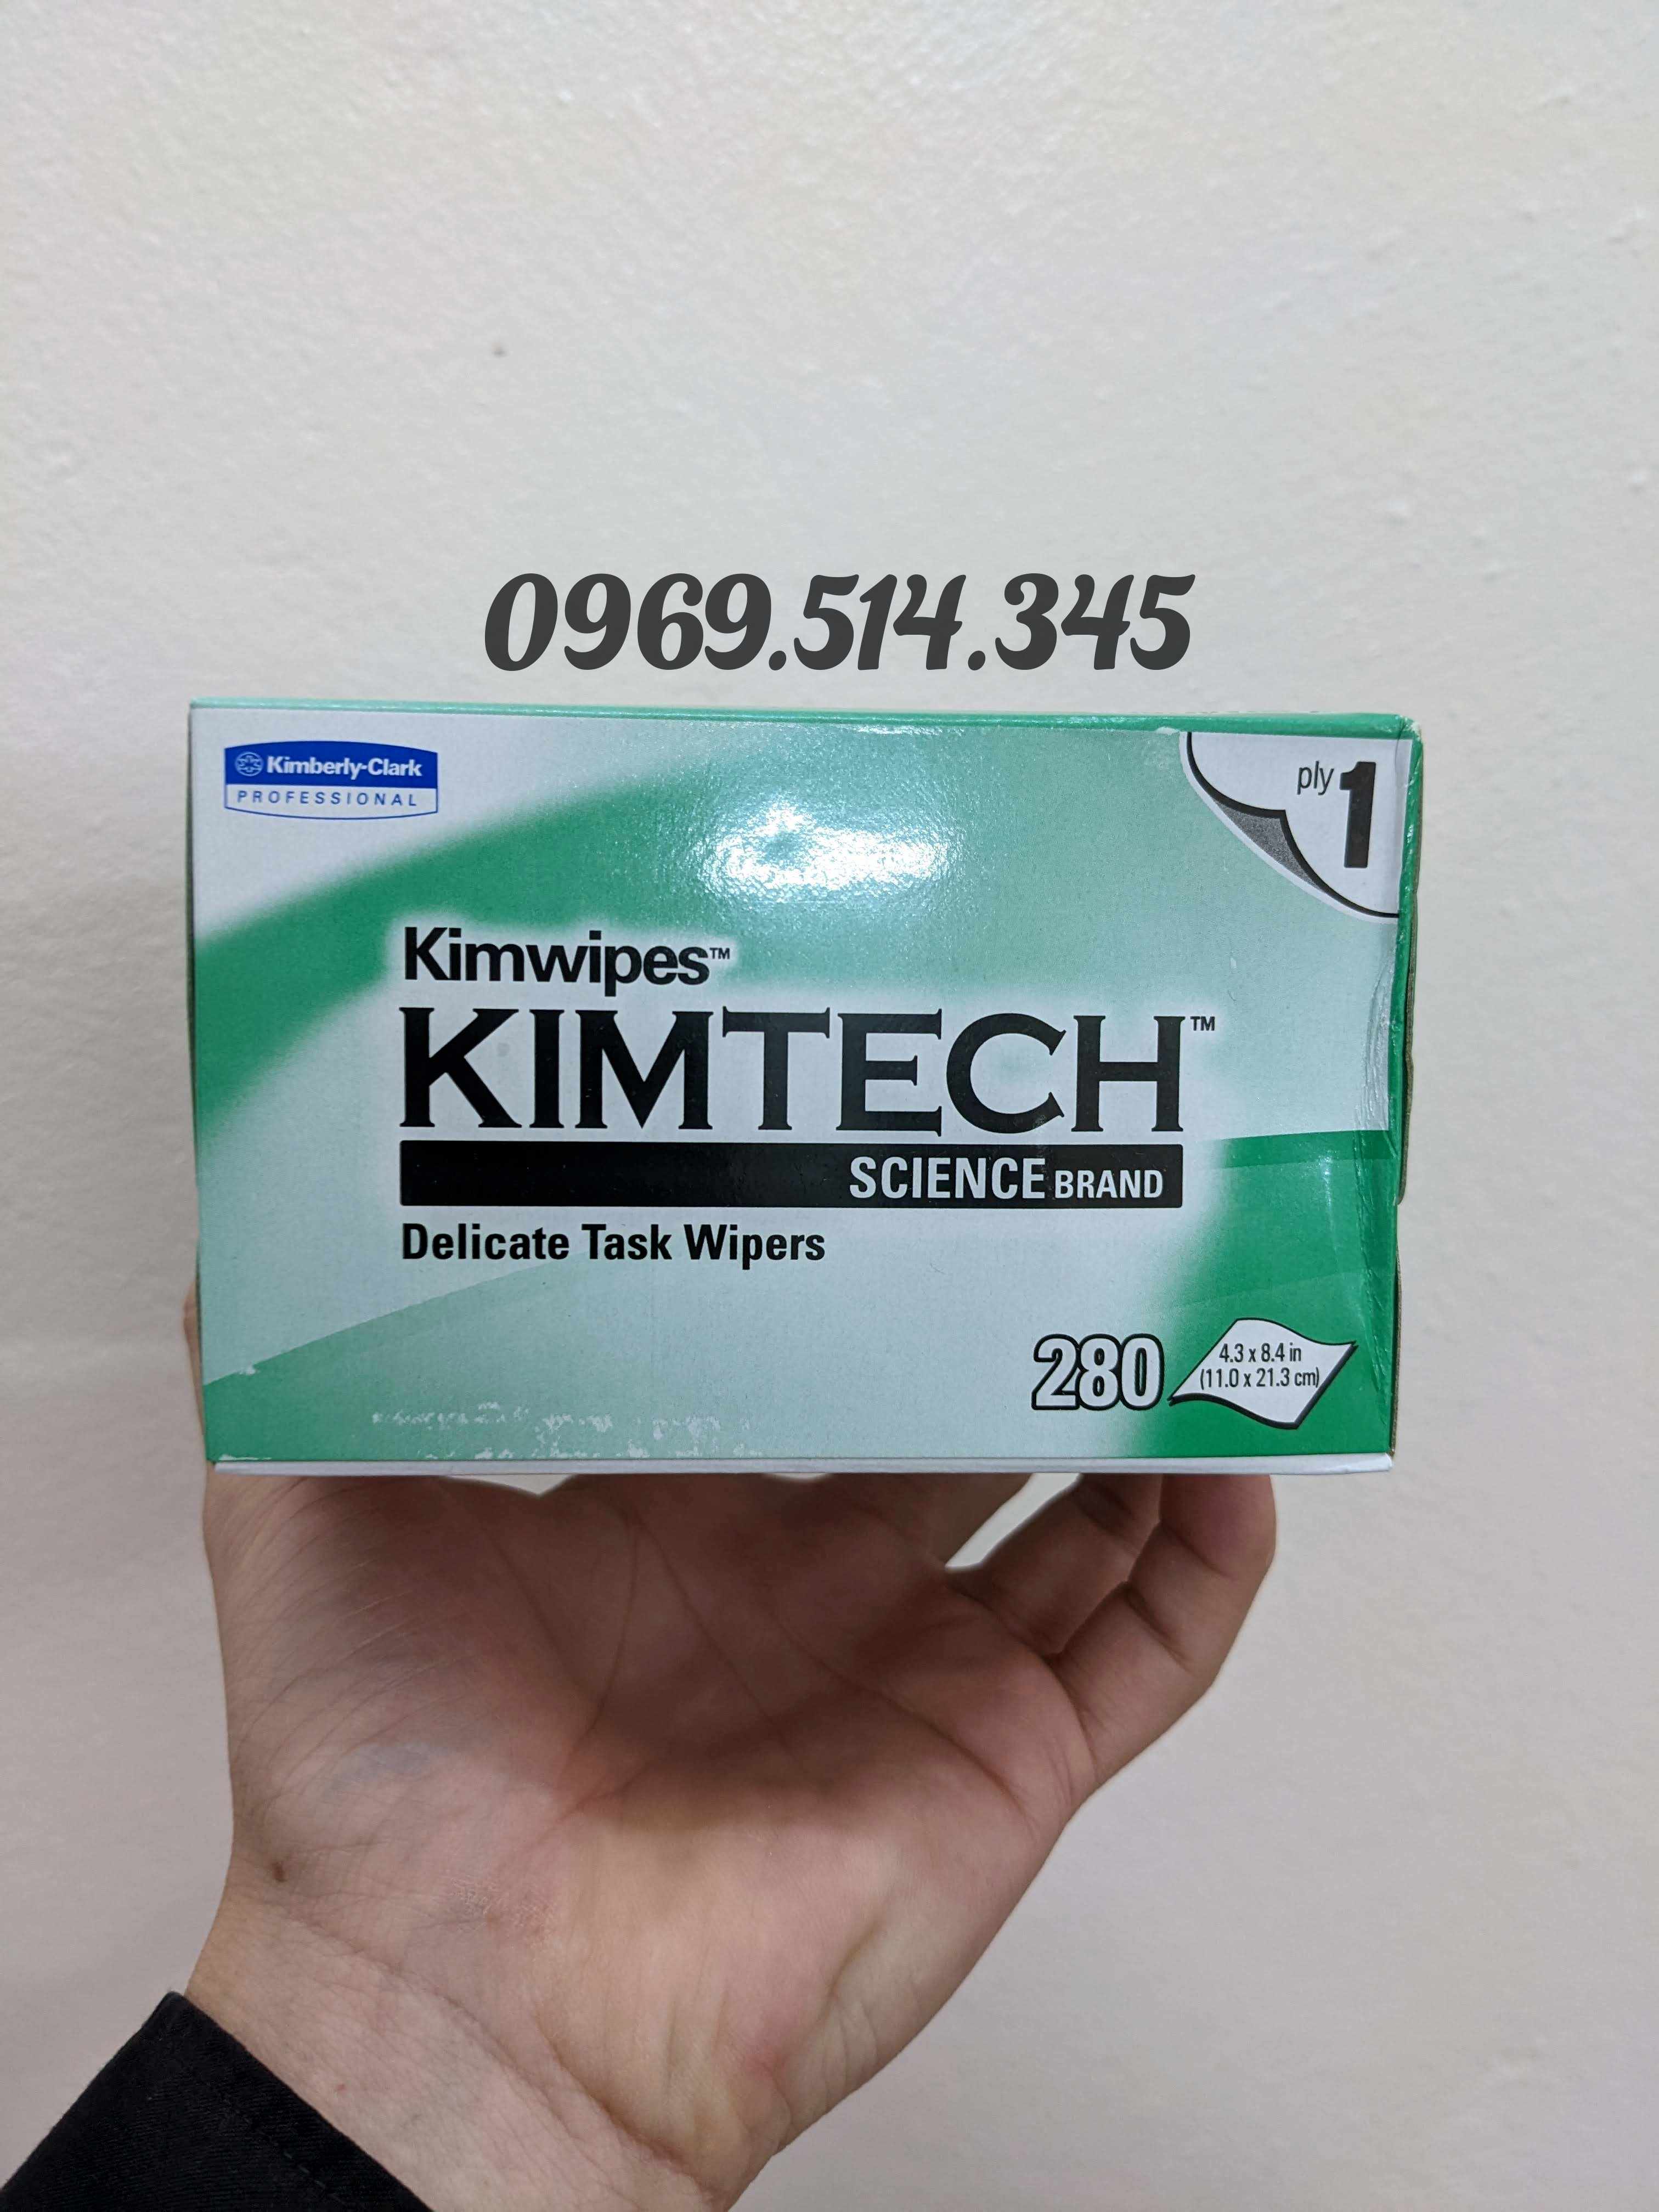 0969.514.345
Kimberly-Clark
PROFESSIONAL
ply 1
Kimwipes™
KIMTECH™
SCIENCE BRAND
Delicate Task Wipers
280
4.3 x 8.4 in
(11.0 x 21.3 cm)